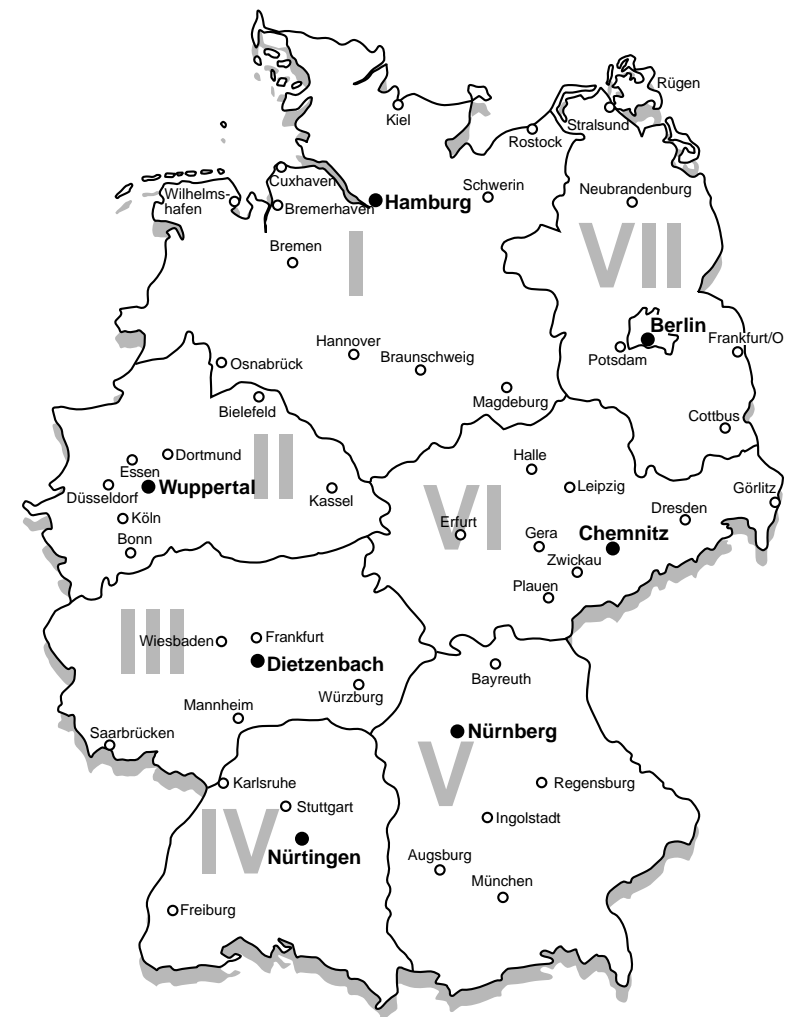 Rügen
Kiel
Stralsund
Rostock
Cuxhaven
Schwerin
Neubrandenburg
Wilhelms-
hafen
Bremerhaven
Hamburg
Bremen
I
VII
Berlin
Hannover
Frankfurt/O
Braunschweig
Potsdam
Osnabrück
Magdeburg
Bielefeld
Cottbus
Dortmund
II
Halle
Essen
Wuppertal
Düsseldorf
Kassel
Leipzig
Görlitz
Köln
VI
Erfurt
Dresden
Bonn
Gera
Chemnitz
Zwickau
Plauen
III
Wiesbaden
Frankfurt
Dietzenbach
Bayreuth
Würzburg
Mannheim
Saarbrücken
Nürnberg
V
Karlsruhe
Regensburg
Stuttgart
Ingolstadt
IV
Nürtingen
Augsburg
München
Freiburg